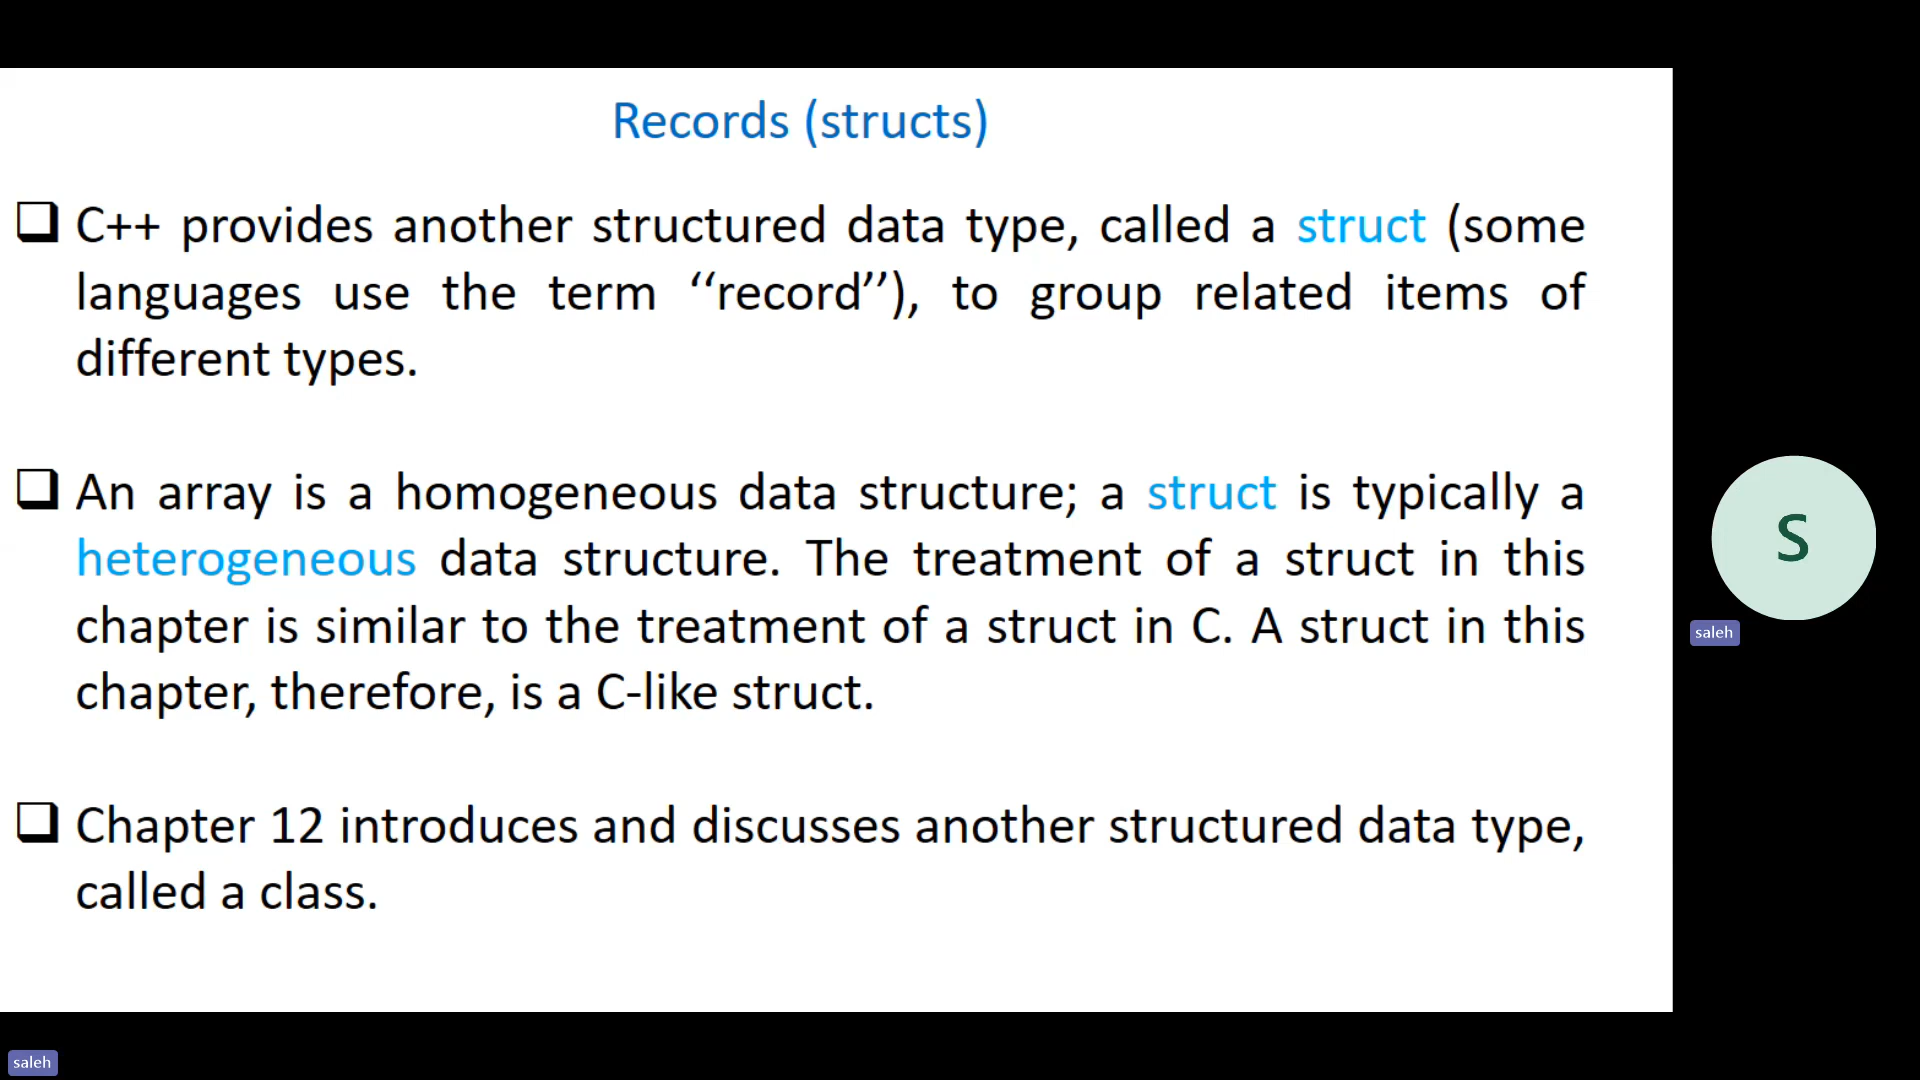 Records (structs)
C++ provides another structured data type, called a struct (some
languages use the term ‘‘record’’), to group related items of
different types.
An array is a homogeneous data structure; a struct is typically a
heterogeneous data structure. The treatment of a struct in this
chapter is similar to the treatment of a struct in C. A struct in this
chapter, therefore, is a C-like struct.
Chapter 12 introduces and discusses another structured data type,
called a class.
S
saleh
saleh